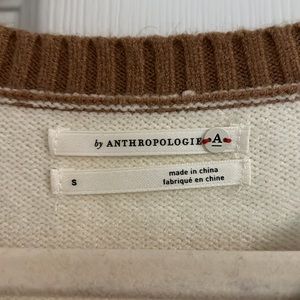 by ANTHROPOLOGIE A
S
made in china
fabriqué en chine